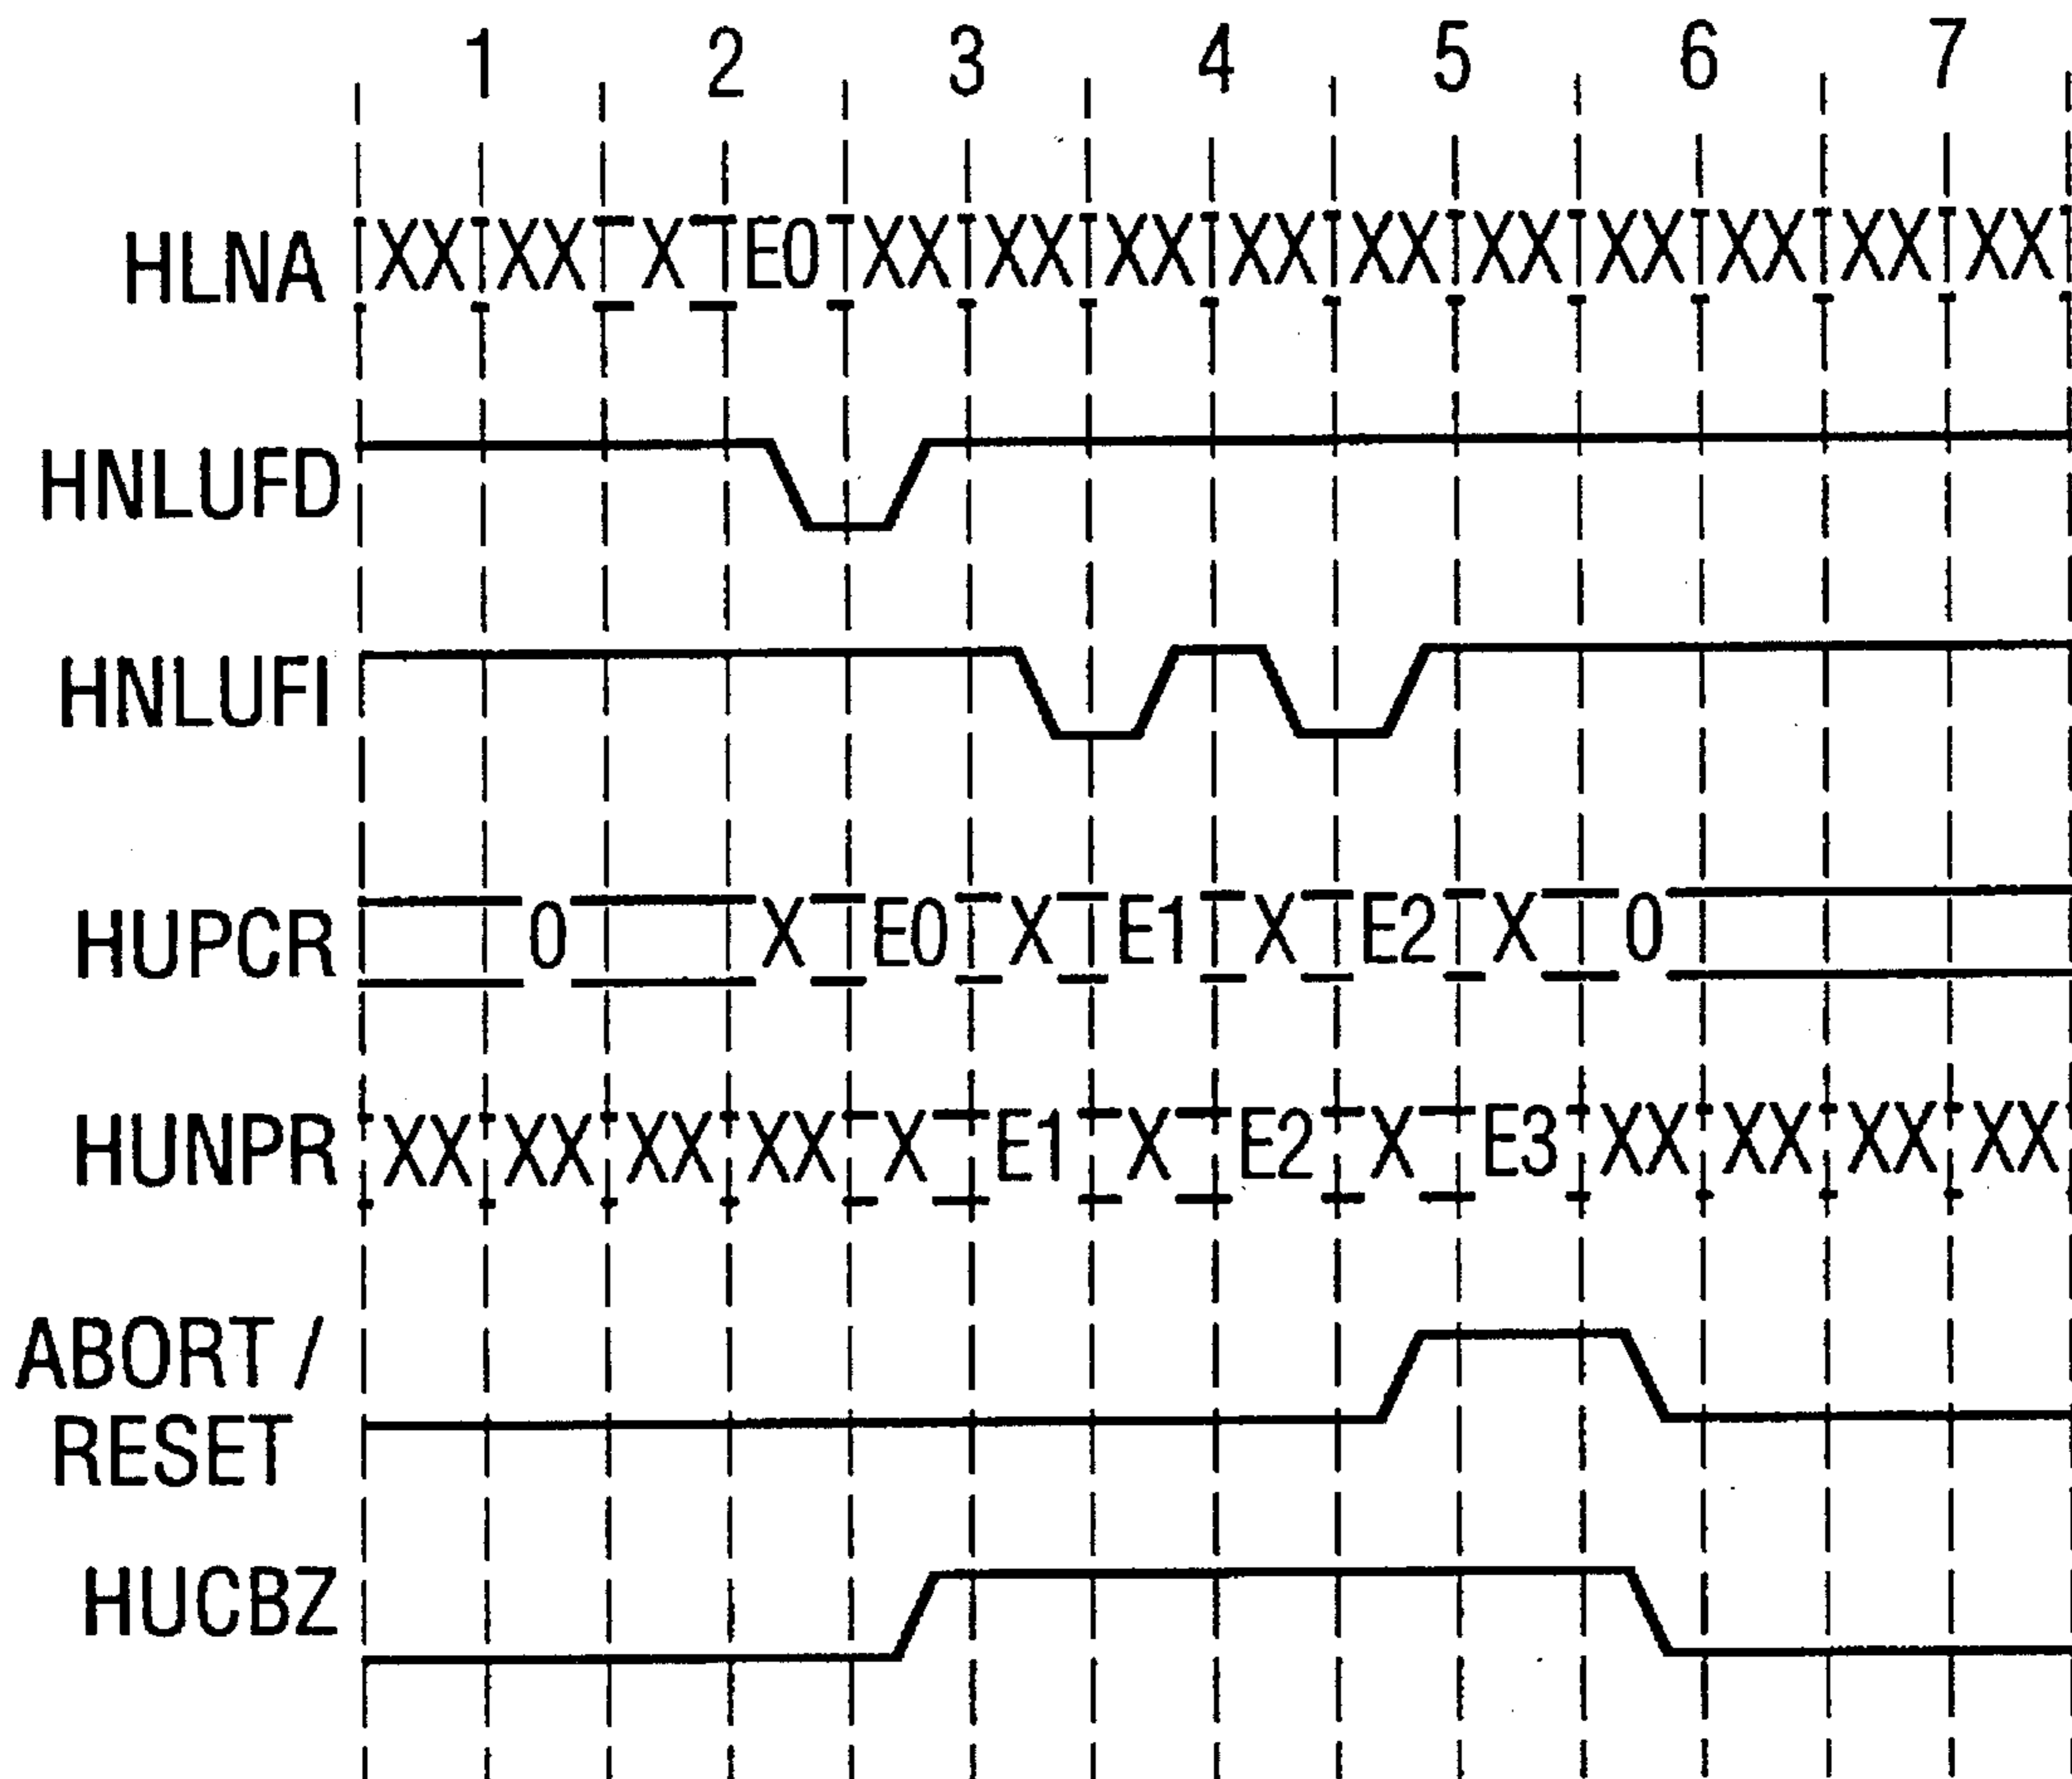 1 2 3 4 5 6 7
HLNA XX XX X E0 XX XX XX XX XX XX XX XX XX XX
HNLUFD
HNLUFI
HUPCR 0 X E0 X E1 X E2 X 0
HUNPR XX XX XX XX X E1 X E2 X E3 XX XX XX XX
ABORT /
RESET
HUCBZ